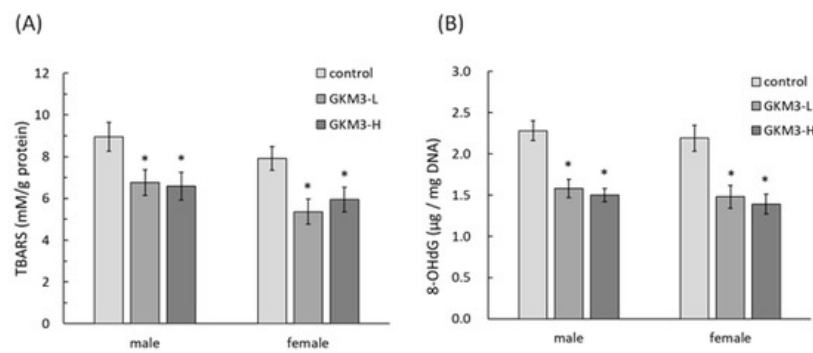 (A)
TBARS (mM/g protein)
12
10
8
6
4
2
0
control
GKM3-L
GKM3-H
*
*
*
*
male
female
(B)
8-OHdG (µg / mg DNA)
3.0
2.5
2.0
1.5
1.0
0.5
0.0
control
GKM3-L
GKM3-H
*
*
*
*
male
female